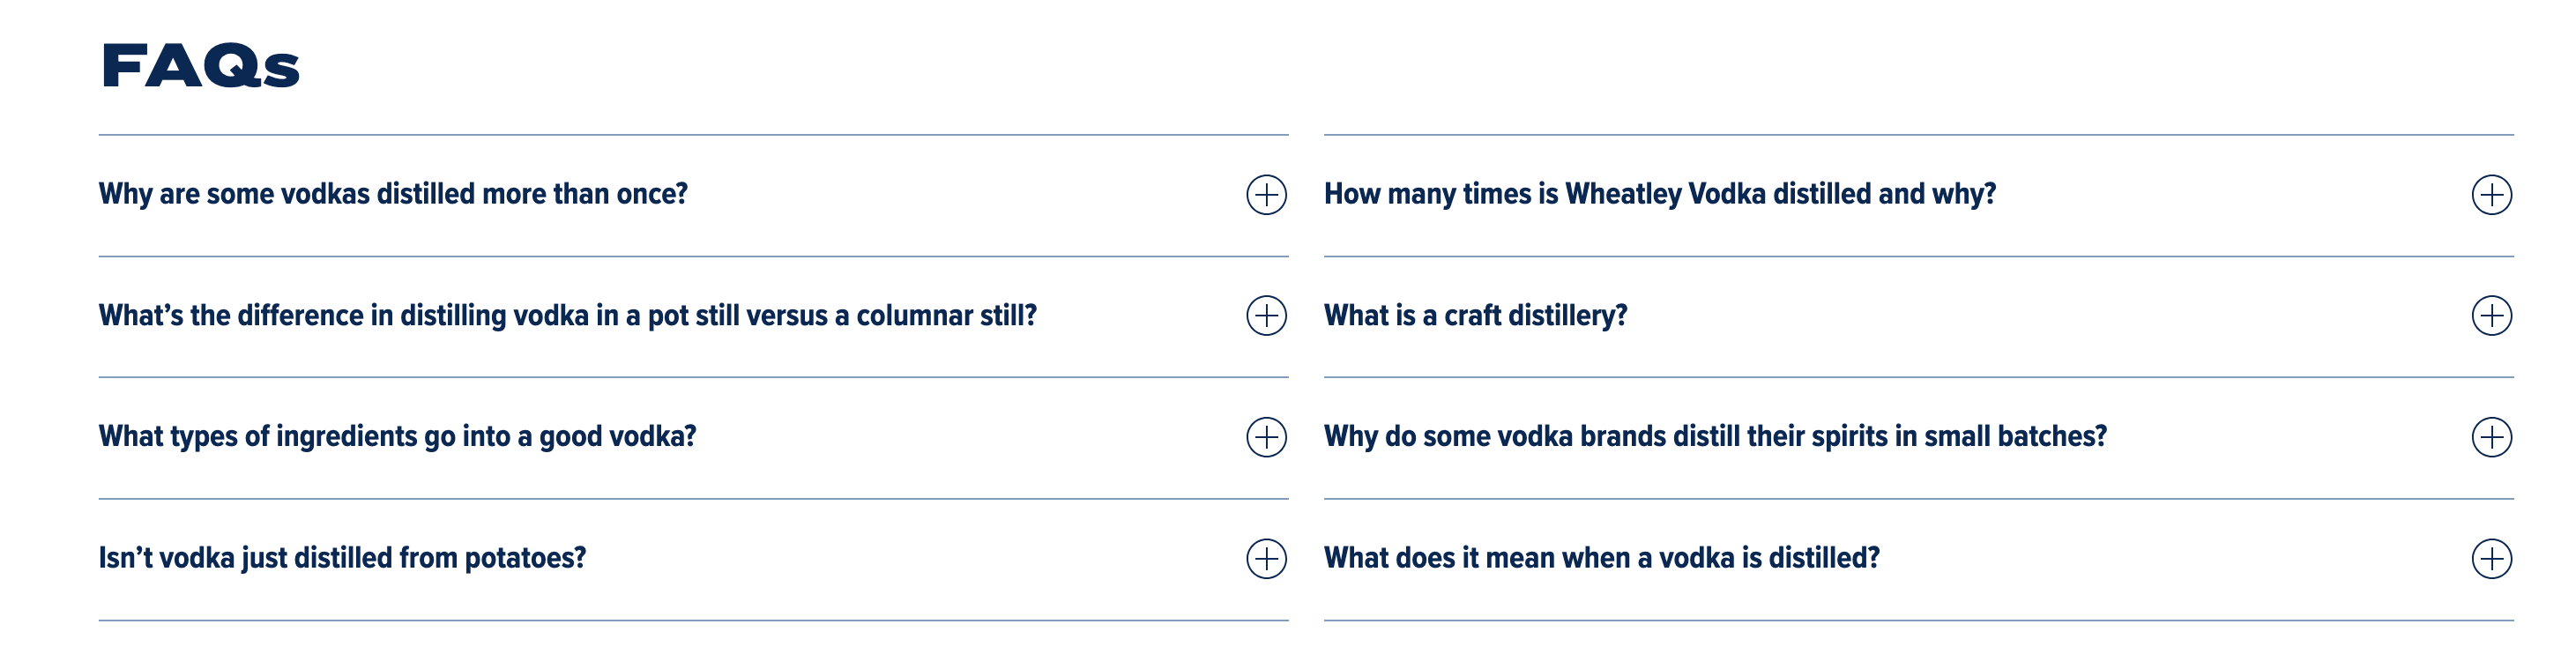 FAQs
Why are some vodkas distilled more than once?
How many times is Wheatley Vodka distilled and why?
What’s the difference in distilling vodka in a pot still versus a columnar still?
What is a craft distillery?
What types of ingredients go into a good vodka?
Why do some vodka brands distill their spirits in small batches?
Isn’t vodka just distilled from potatoes?
What does it mean when a vodka is distilled?